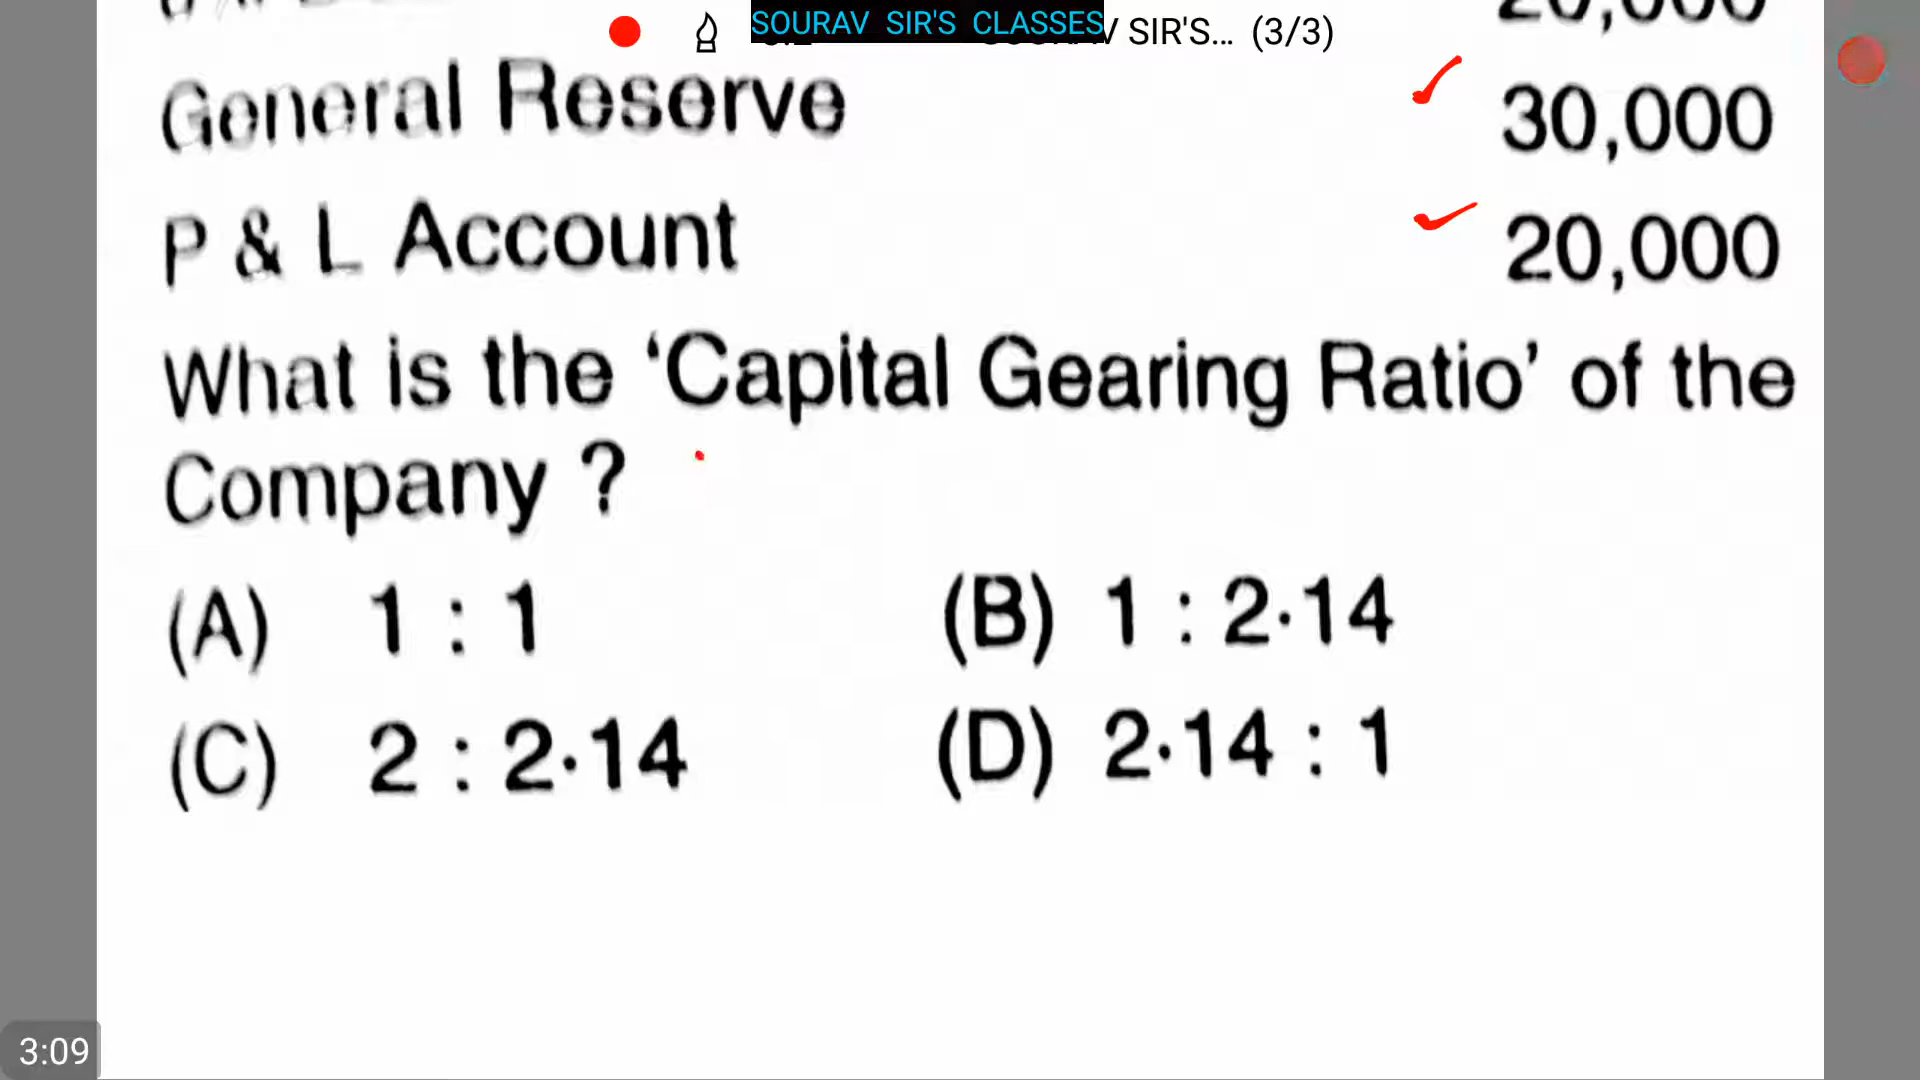 SOURAV SIR'S CLASSES V SIR'S... (3/3)
General Reserve 30,000
P & L Account 20,000
What is the ‘Capital Gearing Ratio’ of the
Company ?
(A) 1 : 1 (B) 1 : 2·14
(C) 2 : 2·14 (D) 2·14 : 1
3:09